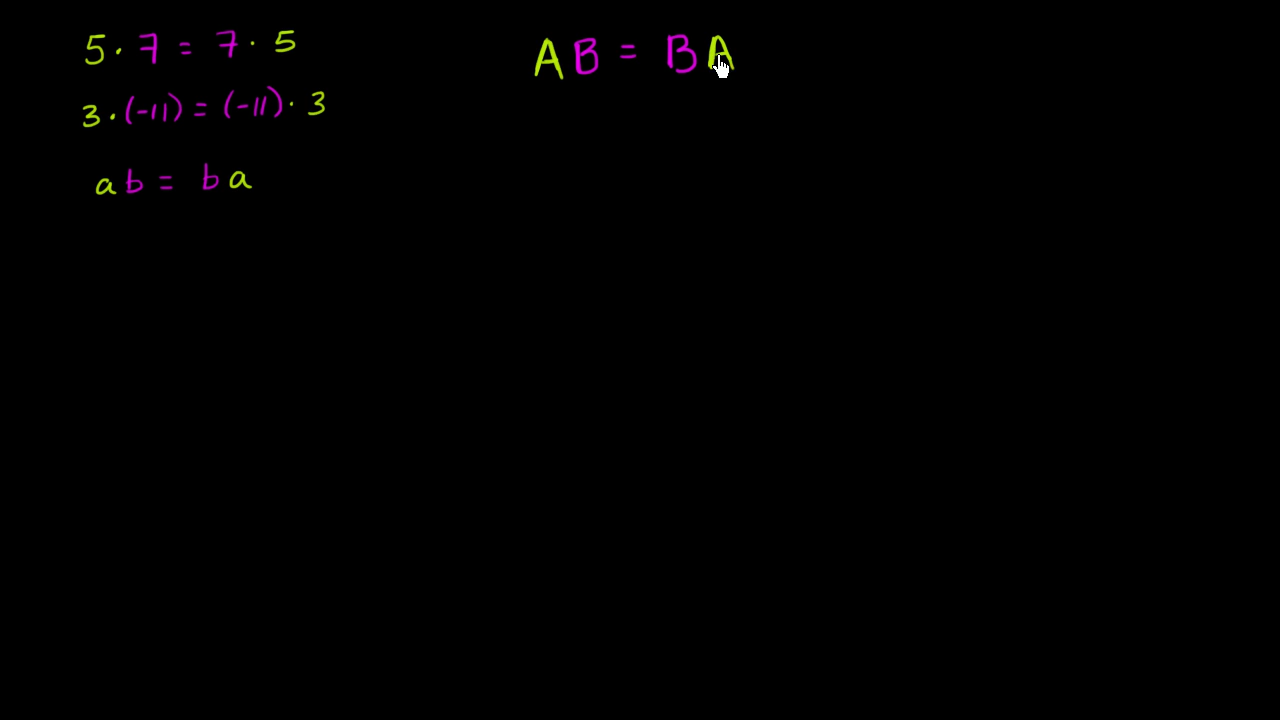 5 · 7 = 7 · 5
AB = BA
3 · (-11) = (-11) · 3
ab = ba